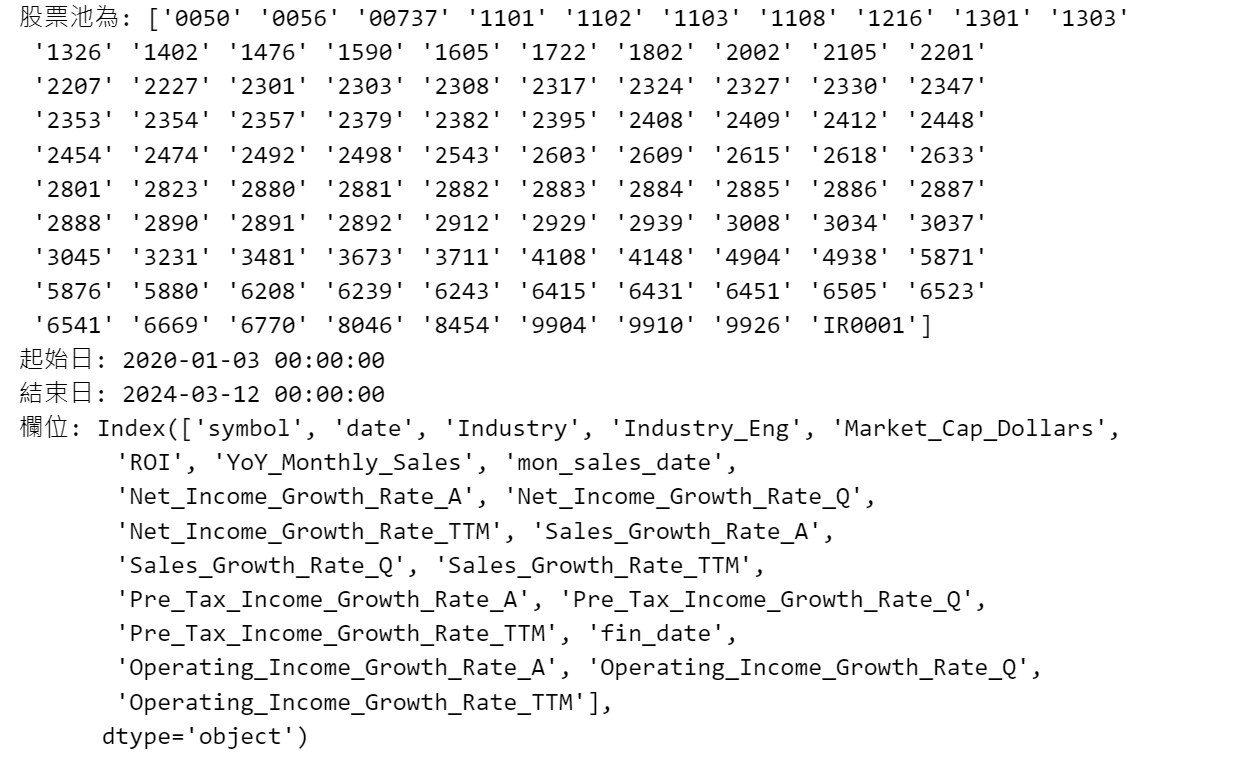 股票池為: ['0050' '0056' '00737' '1101' '1102' '1103' '1108' '1216' '1301' '1303'
'1326' '1402' '1476' '1590' '1605' '1722' '1802' '2002' '2105' '2201'
'2207' '2227' '2301' '2303' '2308' '2317' '2324' '2327' '2330' '2347'
'2353' '2354' '2357' '2379' '2382' '2395' '2408' '2409' '2412' '2448'
'2454' '2474' '2492' '2498' '2543' '2603' '2609' '2615' '2618' '2633'
'2801' '2823' '2880' '2881' '2882' '2883' '2884' '2885' '2886' '2887'
'2888' '2890' '2891' '2892' '2912' '2929' '2939' '3008' '3034' '3037'
'3045' '3231' '3481' '3673' '3711' '4108' '4148' '4904' '4938' '5871'
'5876' '5880' '6208' '6239' '6243' '6415' '6431' '6451' '6505' '6523'
'6541' '6669' '6770' '8046' '8454' '9904' '9910' '9926' 'IR0001']
起始日: 2020-01-03 00:00:00
結束日: 2024-03-12 00:00:00
欄位: Index(['symbol', 'date', 'Industry', 'Industry_Eng', 'Market_Cap_Dollars',
'ROI', 'YoY_Monthly_Sales', 'mon_sales_date',
'Net_Income_Growth_Rate_A', 'Net_Income_Growth_Rate_Q',
'Net_Income_Growth_Rate_TTM', 'Sales_Growth_Rate_A',
'Sales_Growth_Rate_Q', 'Sales_Growth_Rate_TTM',
'Pre_Tax_Income_Growth_Rate_A', 'Pre_Tax_Income_Growth_Rate_Q',
'Pre_Tax_Income_Growth_Rate_TTM', 'fin_date',
'Operating_Income_Growth_Rate_A', 'Operating_Income_Growth_Rate_Q',
'Operating_Income_Growth_Rate_TTM'],
dtype='object')